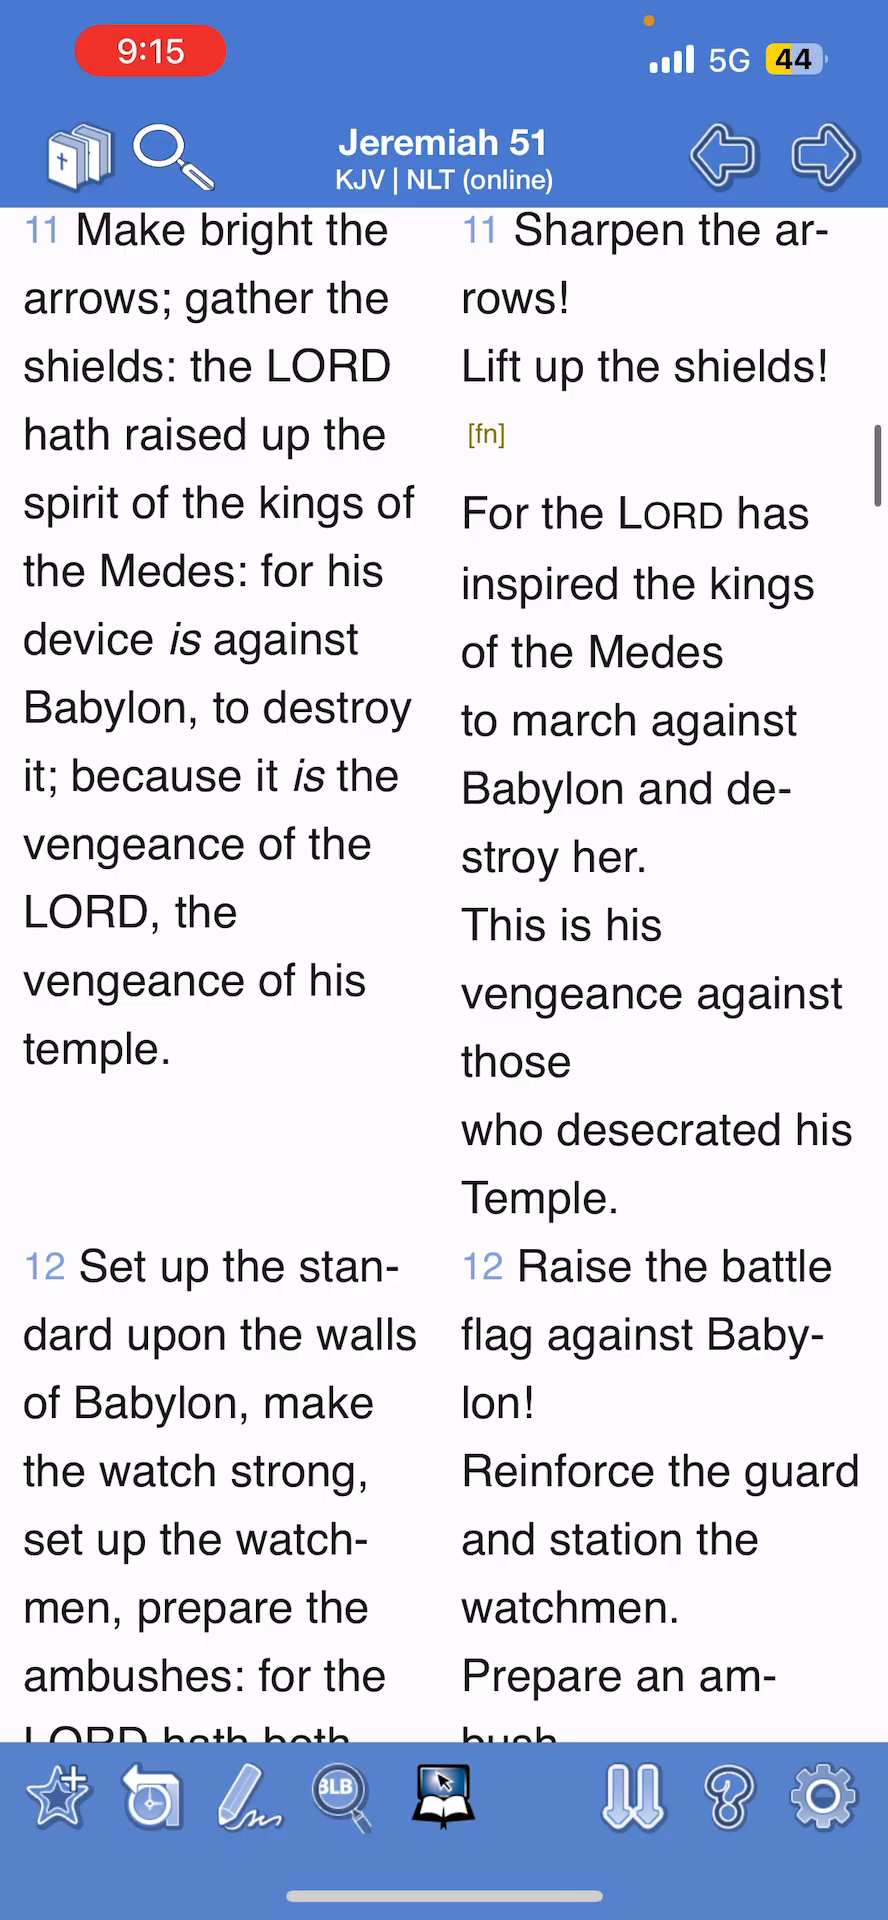 9:15
5G 44
Jeremiah 51
KJV | NLT (online)
11 Make bright the
arrows; gather the
shields: the LORD
hath raised up the
spirit of the kings of
the Medes: for his
device is against
Babylon, to destroy
it; because it is the
vengeance of the
LORD, the
vengeance of his
temple.
12 Set up the stan-
dard upon the walls
of Babylon, make
the watch strong,
set up the watch-
men, prepare the
ambushes: for the
LORD hath both
11 Sharpen the ar-
rows!
Lift up the shields!
[fn]
For the LORD has
inspired the kings
of the Medes
to march against
Babylon and de-
stroy her.
This is his
vengeance against
those
who desecrated his
Temple.
12 Raise the battle
flag against Baby-
lon!
Reinforce the guard
and station the
watchmen.
Prepare an am-
bush
BLB